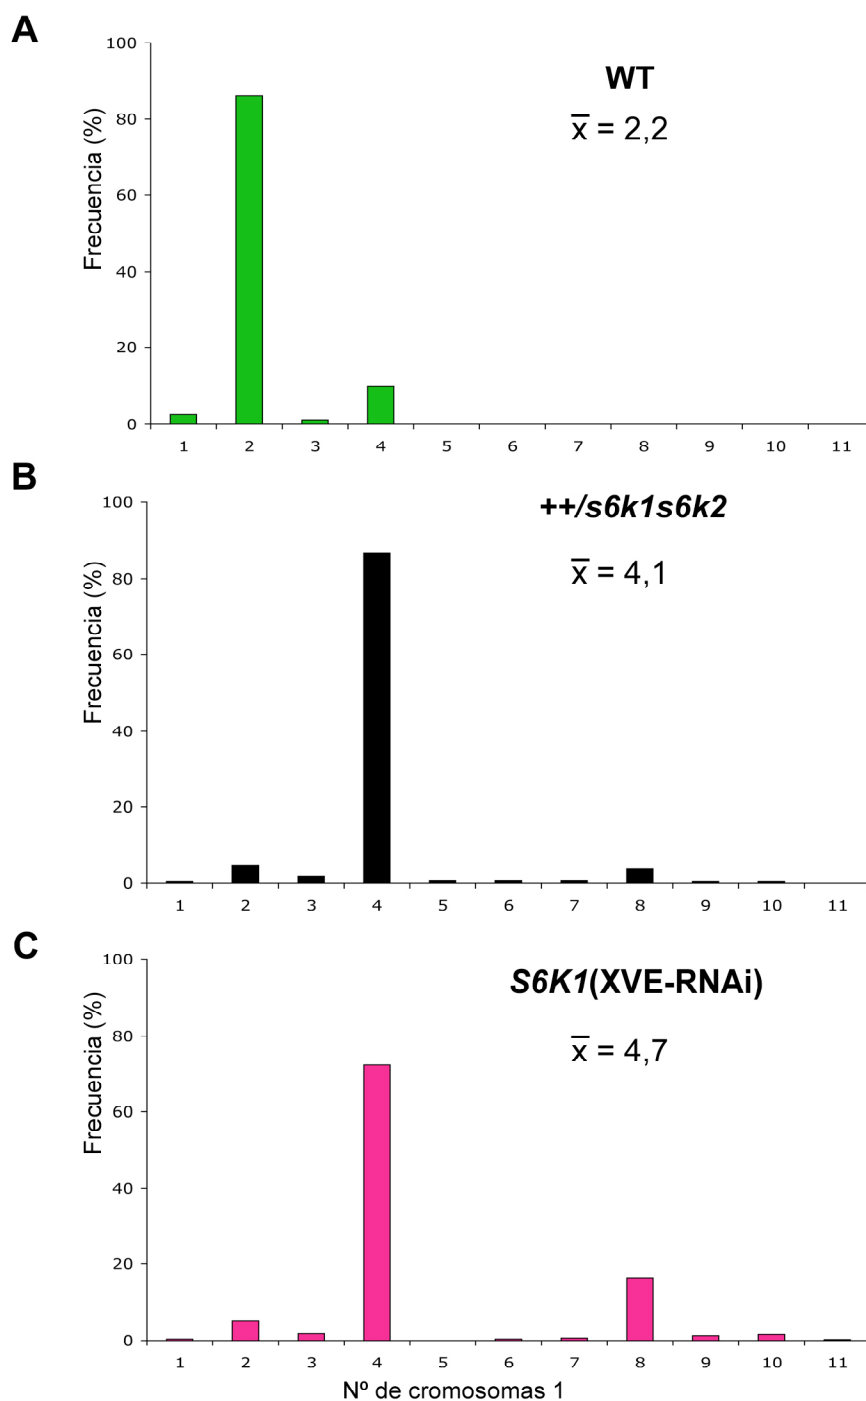 A
100
80
60
40
20
0
Frecuencia (%)
WT
x̅ = 2,2
1 2 3 4 5 6 7 8 9 10 11
B
100
80
60
40
20
0
Frecuencia (%)
++/s6k1s6k2
x̅ = 4,1
1 2 3 4 5 6 7 8 9 10 11
C
100
80
60
40
20
0
Frecuencia (%)
S6K1(XVE-RNAi)
x̅ = 4,7
1 2 3 4 5 6 7 8 9 10 11
Nº de cromosomas 1